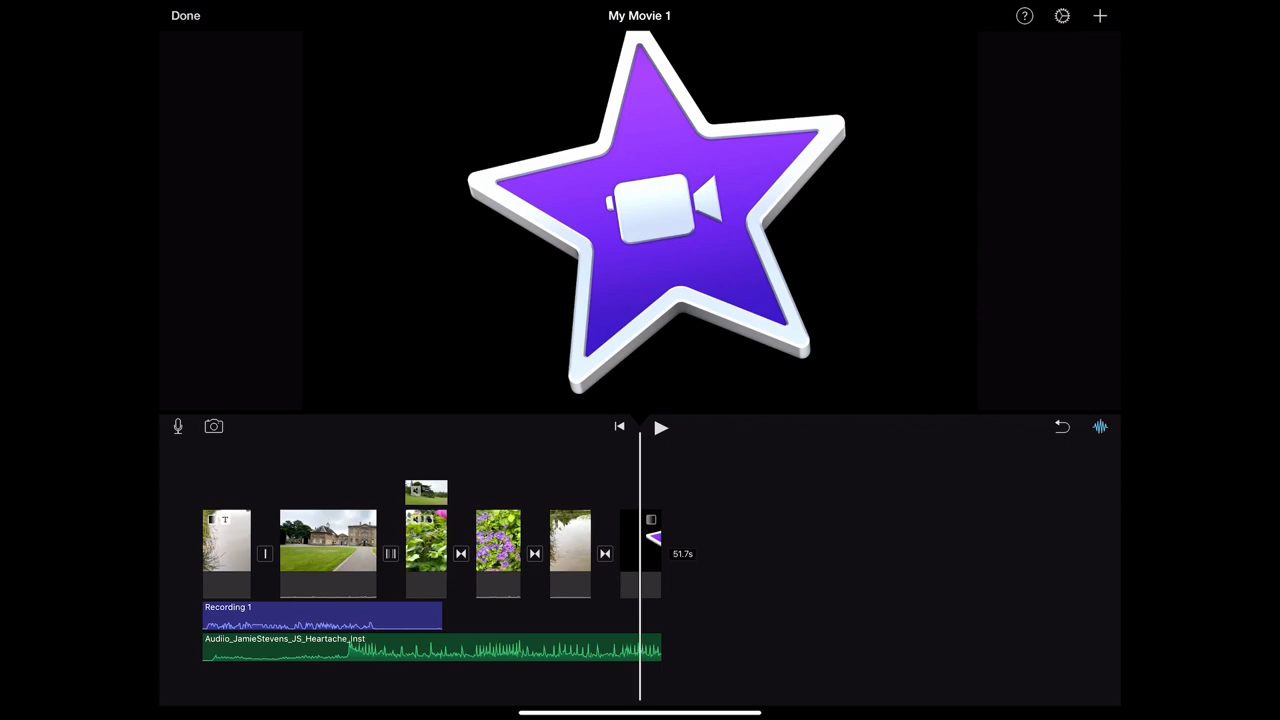 Done
My Movie 1
?
T
51.7s
Recording 1
Audiio_JamieStevens_JS_Heartache_Inst